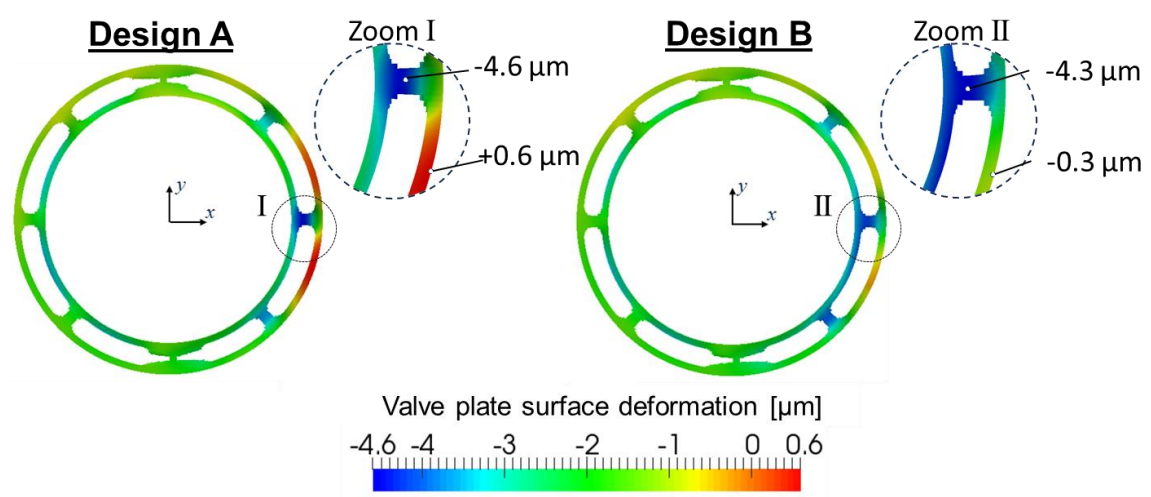 Design A
Zoom I
-4.6 µm
+0.6 µm
y
x
I
Design B
Zoom II
-4.3 µm
-0.3 µm
y
x
II
Valve plate surface deformation [µm]
-4.6 -4 -3 -2 -1 0 0.6